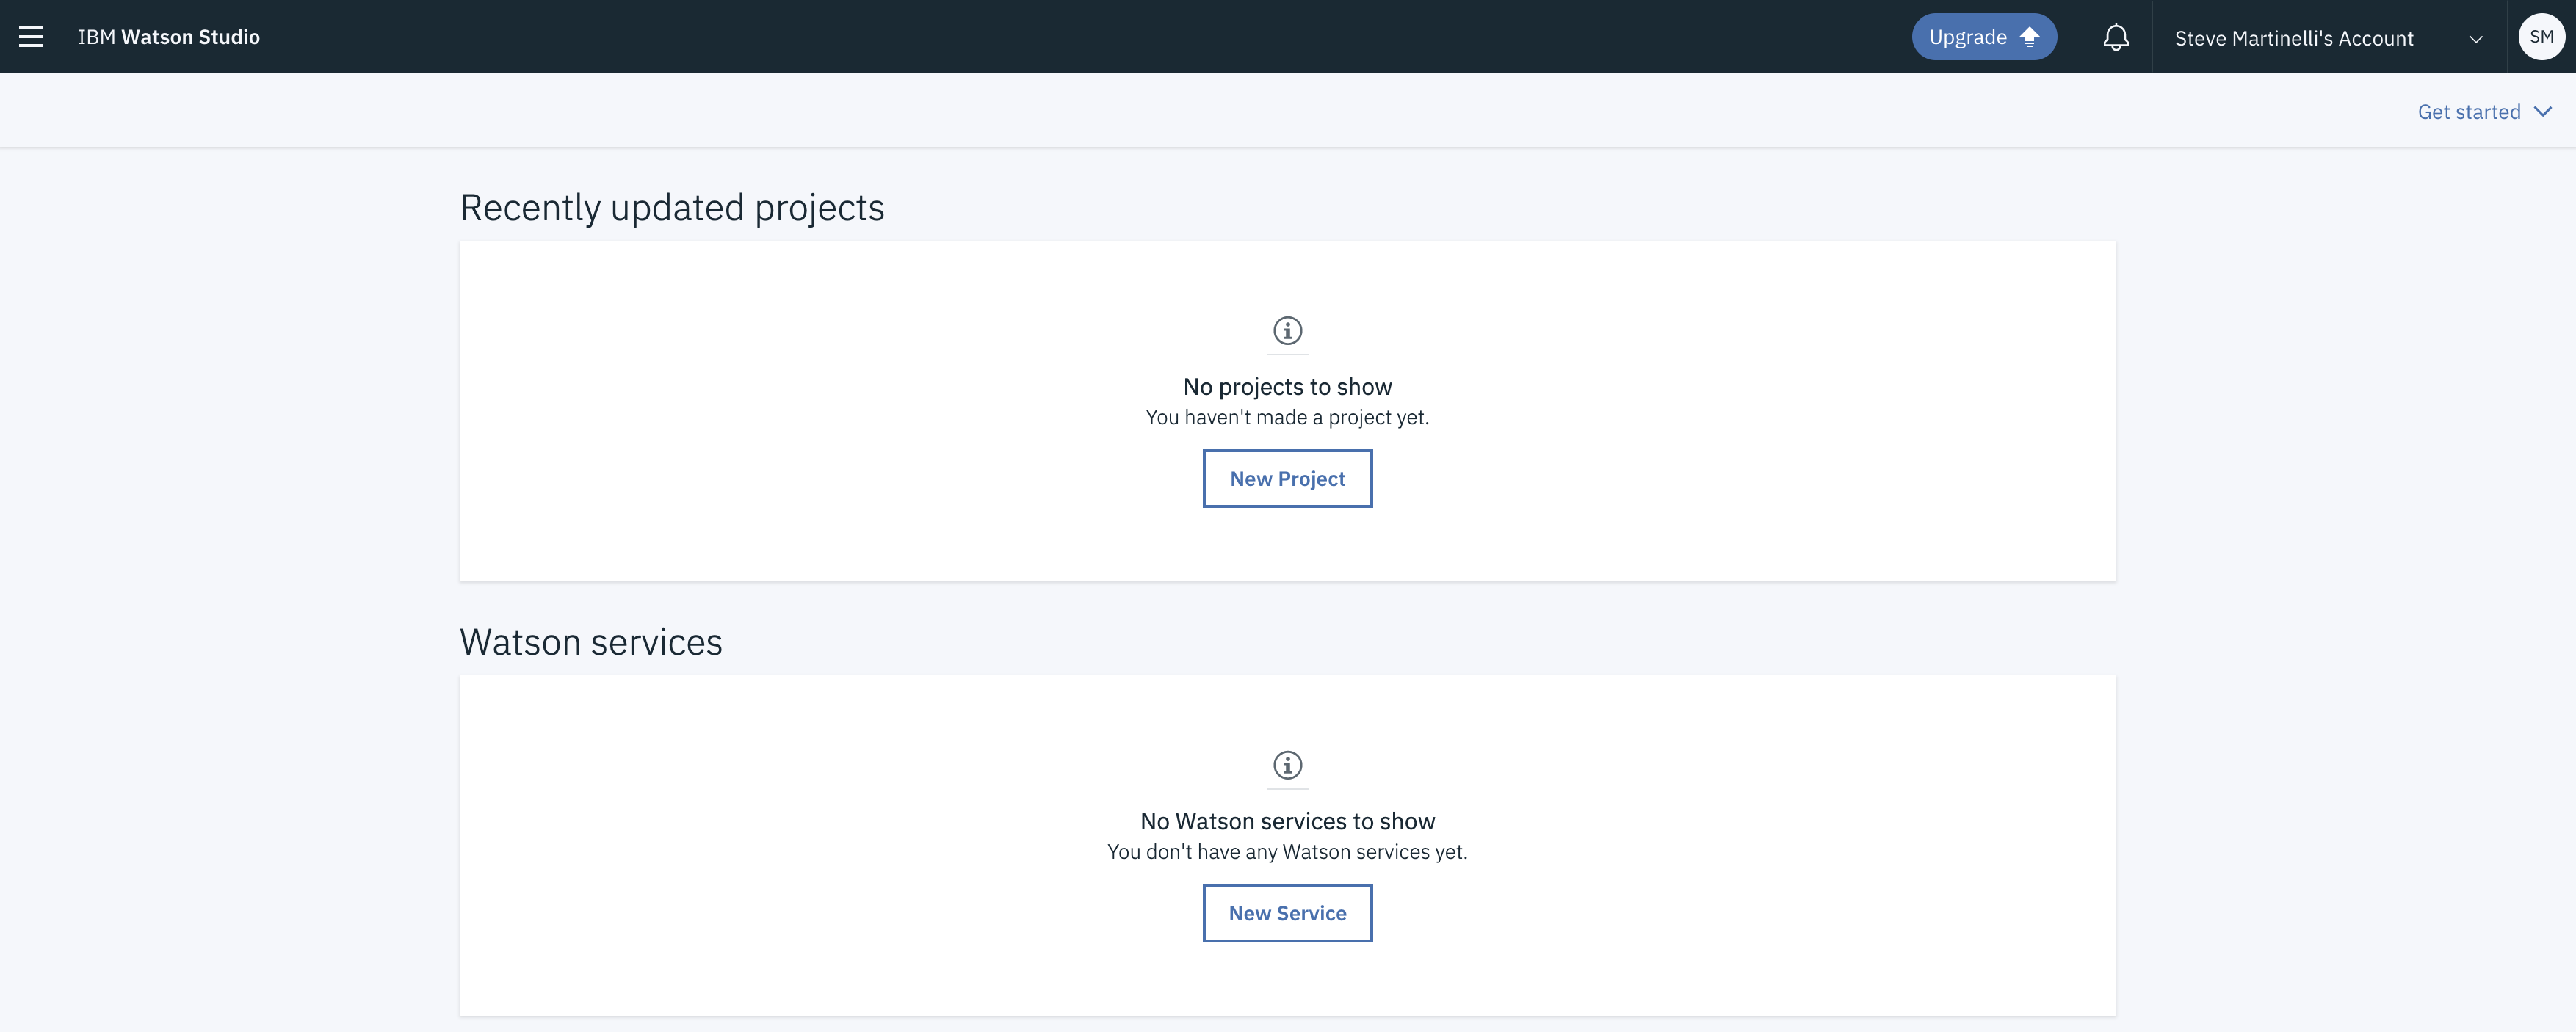 IBM Watson Studio
Upgrade
Steve Martinelli's Account
SM
Get started
Recently updated projects
No projects to show
You haven't made a project yet.
New Project
Watson services
No Watson services to show
You don't have any Watson services yet.
New Service